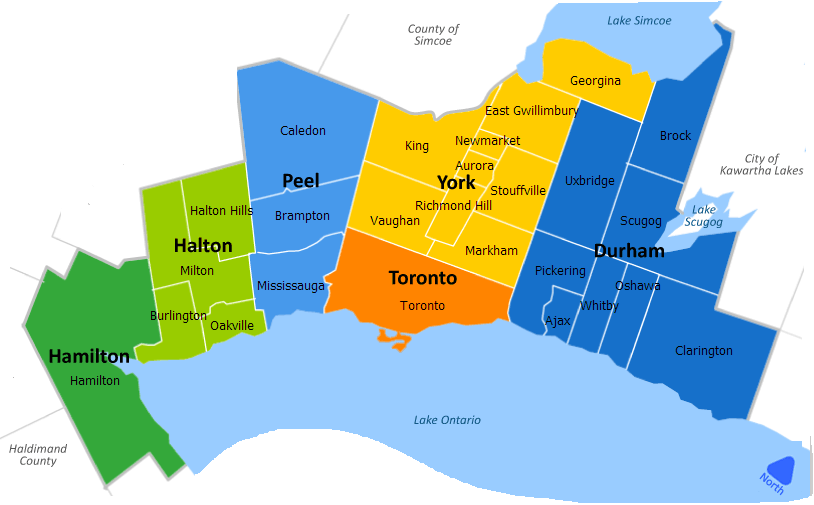 Lake Simcoe
County of
Simcoe
Georgina
East Gwillimbury
Caledon
Brock
King
Newmarket
Aurora
City of
Kawartha Lakes
Peel
York
Uxbridge
Stouffville
Halton Hills
Brampton
Richmond Hill
Vaughan
Scugog
Lake
Scugog
Halton
Markham
Durham
Milton
Pickering
Toronto
Mississauga
Oshawa
Burlington
Toronto
Whitby
Oakville
Ajax
Hamilton
Clarington
Hamilton
Lake Ontario
Haldimand
County
North